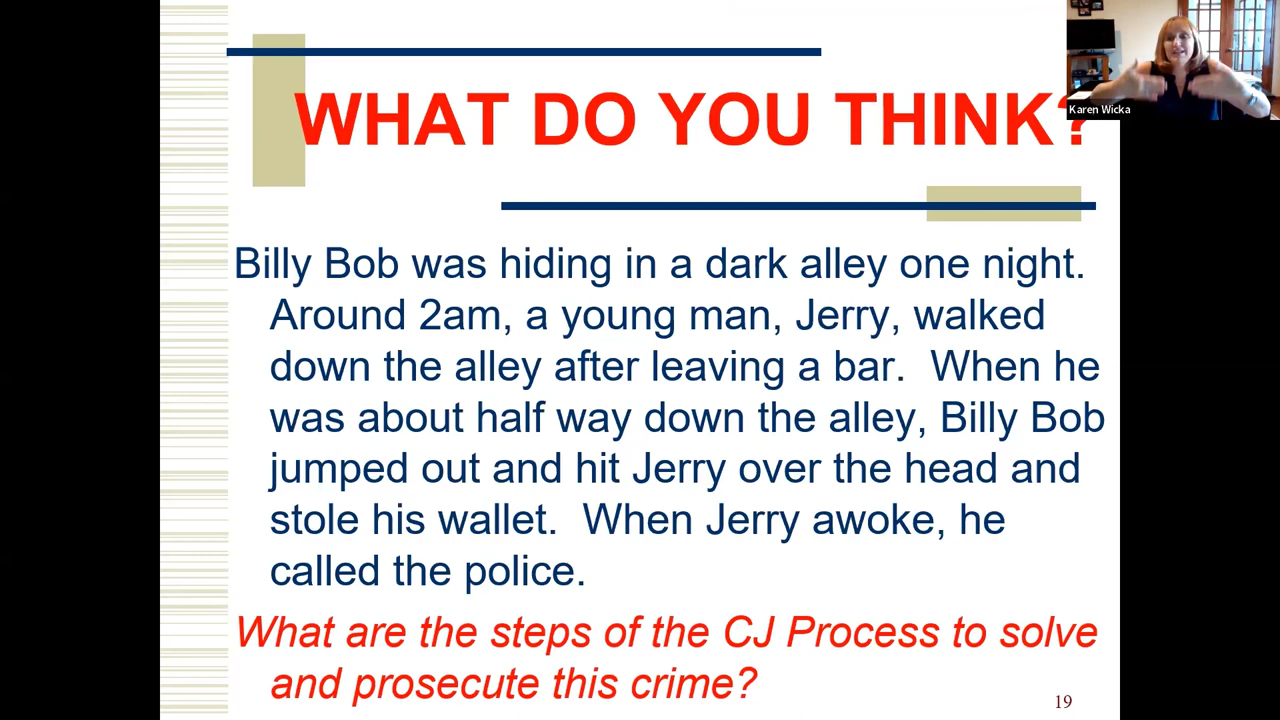 WHAT DO YOU THINK?
Karen Wicka
Billy Bob was hiding in a dark alley one night.
Around 2am, a young man, Jerry, walked
down the alley after leaving a bar. When he
was about half way down the alley, Billy Bob
jumped out and hit Jerry over the head and
stole his wallet. When Jerry awoke, he
called the police.
What are the steps of the CJ Process to solve
and prosecute this crime?
19